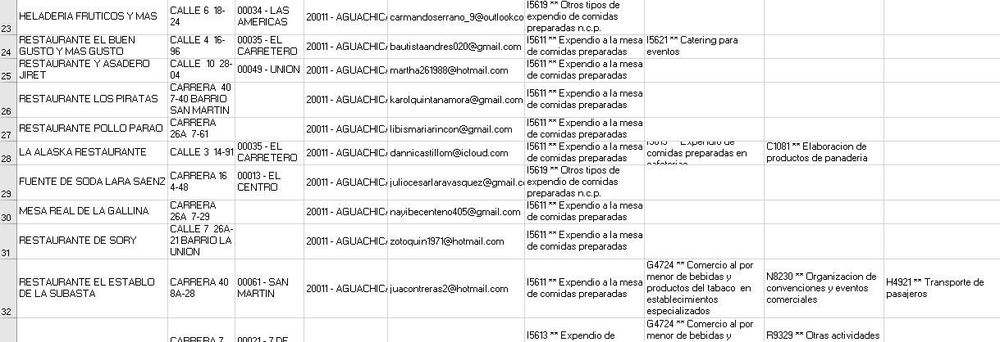 23
HELADERIA FRUTICOS Y MAS
CALLE 6 18-
24
00034 - LAS
AMERICAS
20011 - AGUACHICA
carmandoserrano_9@outlookco
I5619 ** Otros tipos de
expendio de comidas
preparadas n.c.p.
24
RESTAURANTE EL BUEN
GUSTO Y MAS GUSTO
CALLE 4 16-
96
00035 - EL
CARRETERO
20011 - AGUACHICA
bautistaandres020@gmail.com
I5611 ** Expendio a la mesa
de comidas preparadas
I5621 ** Catering para
eventos
25
RESTAURANTE Y ASADERO
JIRET
CALLE 10 28-
04
00049 - UNION
20011 - AGUACHICA
martha261988@hotmail.com
I5611 ** Expendio a la mesa
de comidas preparadas
26
RESTAURANTE LOS PIRATAS
CARRERA 40
7-40 BARRIO
SAN MARTIN
20011 - AGUACHICA
karolquintanamora@gmail.com
I5611 ** Expendio a la mesa
de comidas preparadas
27
RESTAURANTE POLLO PARAO
CARRERA
26A 7-61
20011 - AGUACHICA
libismariarincon@gmail.com
I5611 ** Expendio a la mesa
de comidas preparadas
28
LA ALASKA RESTAURANTE
CALLE 3 14-91
00035 - EL
CARRETERO
20011 - AGUACHICA
dannicastillom@icloud.com
I5611 ** Expendio a la mesa
de comidas preparadas
I5613 ** Expendio de
comidas preparadas en
cafeterias
C1081 ** Elaboracion de
productos de panaderia
29
FUENTE DE SODA LARA SAENZ
CARRERA 16
4-48
00013 - EL
CENTRO
20011 - AGUACHICA
juliocesarlaravasquez@gmail.c
I5619 ** Otros tipos de
expendio de comidas
preparadas n.c.p.
30
MESA REAL DE LA GALLINA
CARRERA
26A 7-29
20011 - AGUACHICA
nayibecenteno405@gmail.com
I5611 ** Expendio a la mesa
de comidas preparadas
31
RESTAURANTE DE SORY
CALLE 7 26A-
21 BARRIO LA
UNION
20011 - AGUACHICA
zotoquin1971@hotmail.com
I5611 ** Expendio a la mesa
de comidas preparadas
32
RESTAURANTE EL ESTABLO
DE LA SUBASTA
CARRERA 40
8A-28
00061 - SAN
MARTIN
20011 - AGUACHICA
juacontreras2@hotmail.com
I5611 ** Expendio a la mesa
de comidas preparadas
G4724 ** Comercio al por
menor de bebidas y
productos del tabaco en
establecimientos
especializados
N8230 ** Organizacion de
convenciones y eventos
comerciales
H4921 ** Transporte de
pasajeros
CARRERA 7
00021 - 7 DE
I5613 ** Expendio de
G4724 ** Comercio al por
menor de bebidas y
R9329 ** Otras actividades